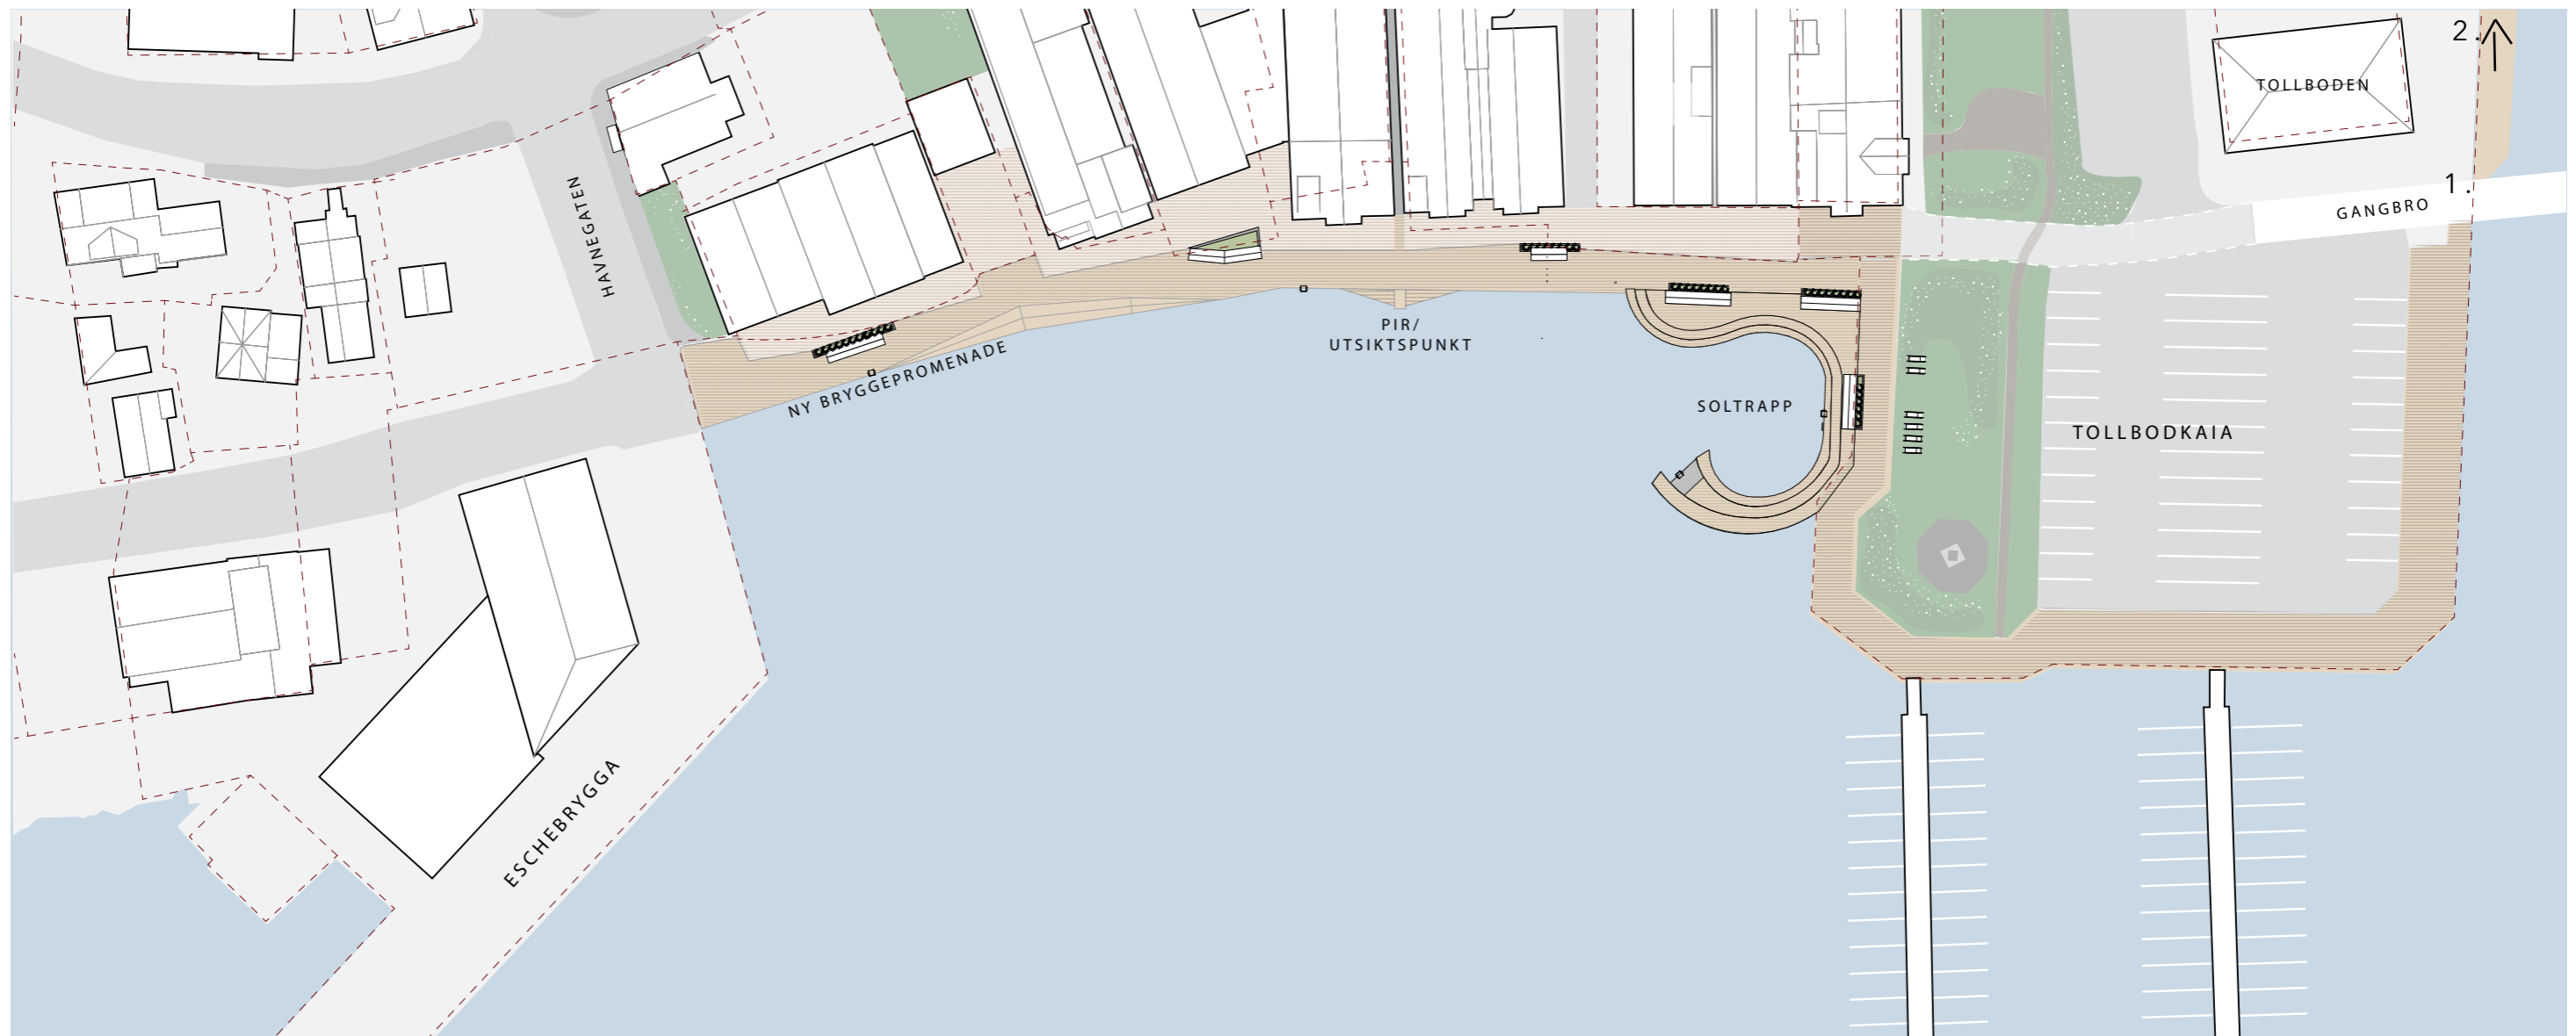 2.
TOLLBODEN
1.
GANGBRO
HAVNEGATEN
PIR/
UTSIKTSPUNKT
NY BRYGGEPROMENADE
SOLTRAPP
TOLLBODKAIA
ESCHEBRYGGA